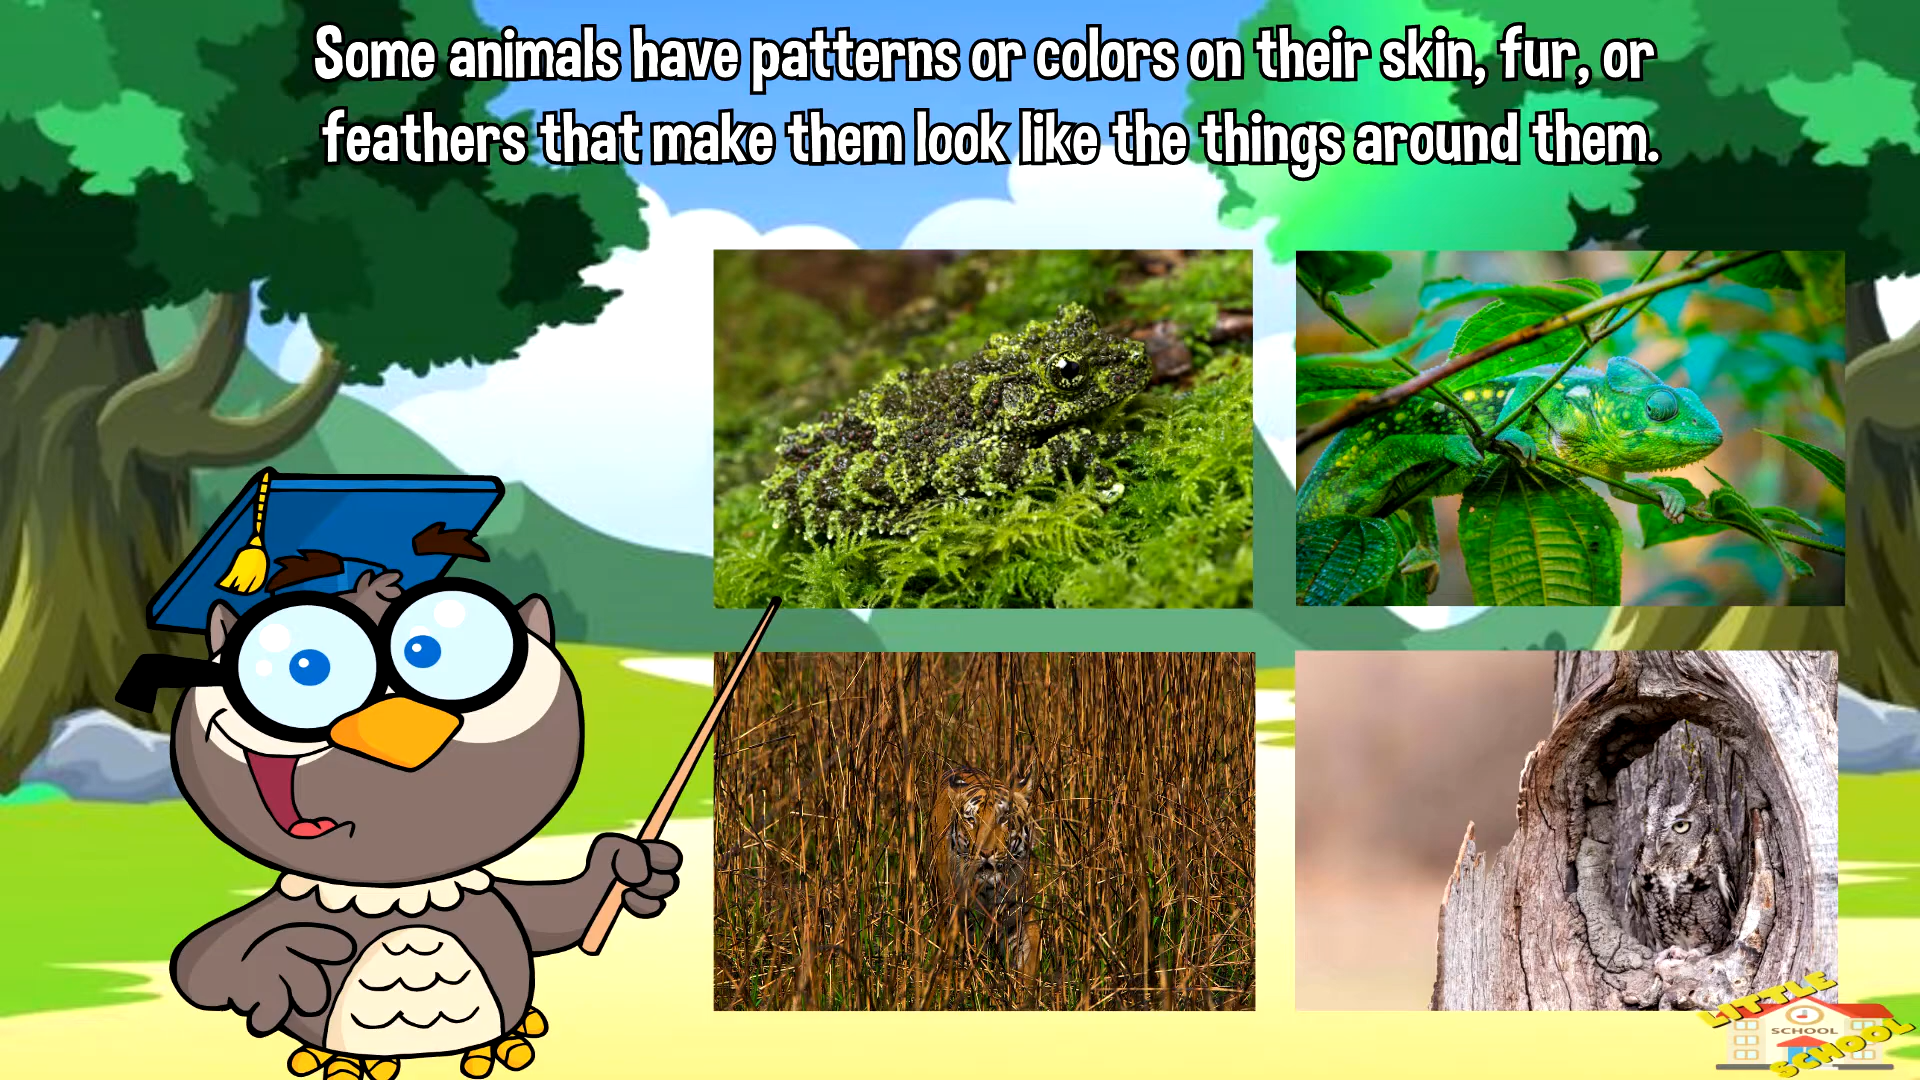 Some animals have patterns or colors on their skin, fur, or
feathers that make them look like the things around them.
LITTLE
SCHOOL
SCHOOL